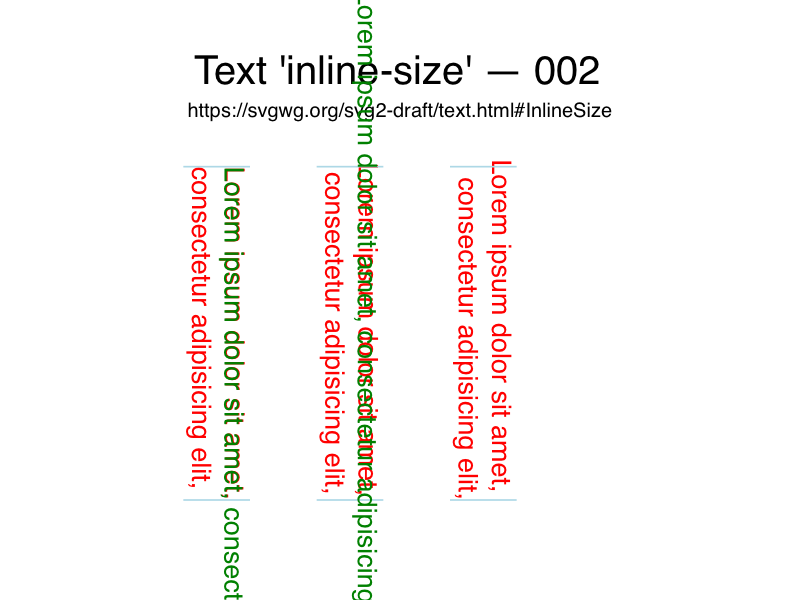 Text 'inline-size' — 002
https://svgwg.org/svg2-draft/text.html#InlineSize
Lorem ipsum dolor sit amet, consect
Lorem ipsum dolor sit amet,
consectetur adipisicing elit,
Lorem ipsum dolor sit amet, consectetur adipisicing
Lorem ipsum dolor sit amet,
consectetur adipisicing elit,
Lorem ipsum dolor sit amet,
consectetur adipisicing elit,